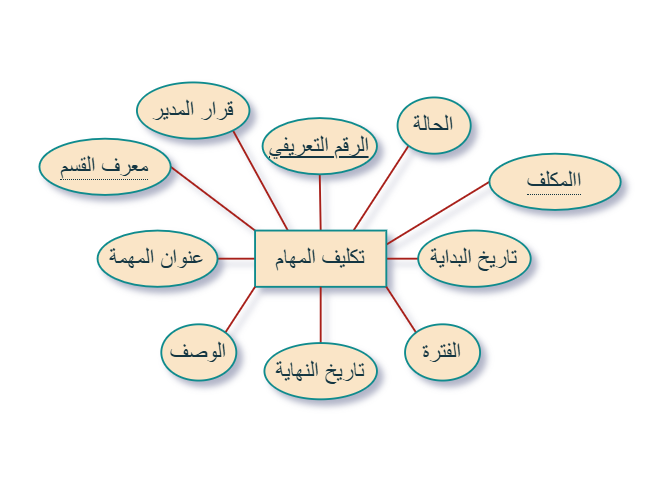 قرار المدير
الحالة
الرقم التعريفي
معرف القسم
االمكلف
عنوان المهمة
تكليف المهام
تاريخ البداية
الوصف
تاريخ النهاية
الفترة